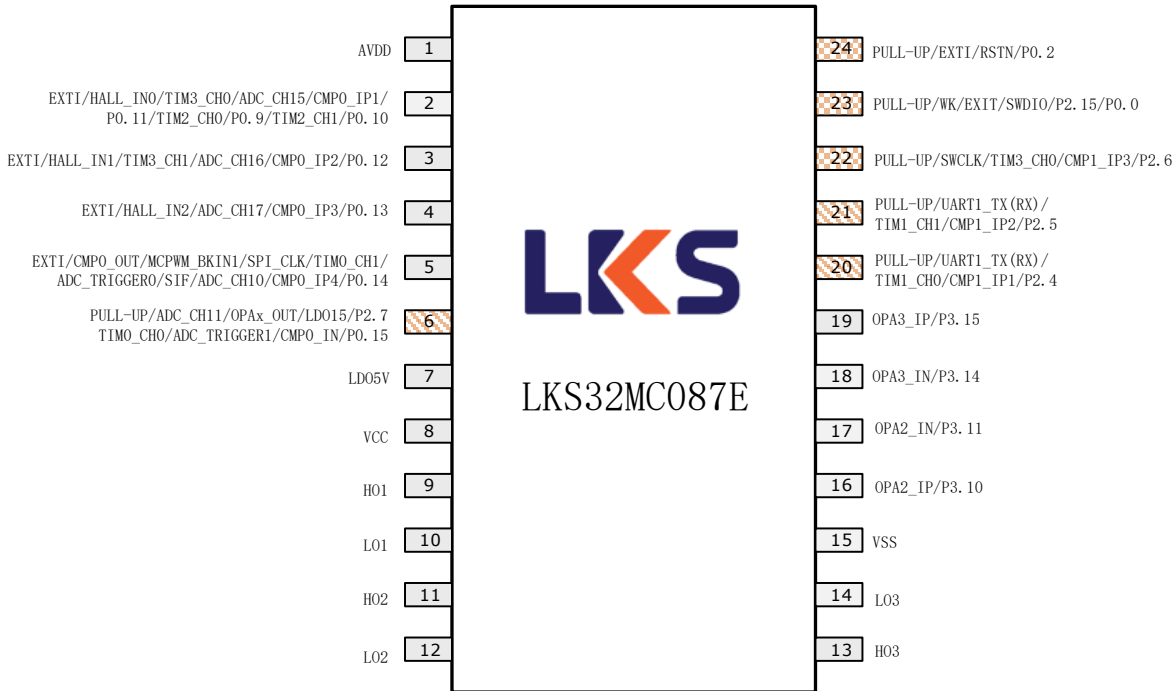 AVDD 1
EXTI/HALL_IN0/TIM3_CH0/ADC_CH15/CMP0_IP1/
P0.11/TIM2_CH0/P0.9/TIM2_CH1/P0.10 2
EXTI/HALL_IN1/TIM3_CH1/ADC_CH16/CMP0_IP2/P0.12 3
EXTI/HALL_IN2/ADC_CH17/CMP0_IP3/P0.13 4
EXTI/CMP0_OUT/MCPWM_BKIN1/SPI_CLK/TIM0_CH1/
ADC_TRIGGER0/SIF/ADC_CH10/CMP0_IP4/P0.14 5
PULL-UP/ADC_CH11/OPAx_OUT/LDO15/P2.7
TIM0_CH0/ADC_TRIGGER1/CMP0_IN/P0.15 6
LDO5V 7
VCC 8
HO1 9
LO1 10
HO2 11
LO2 12
LKS
LKS32MC087E
24 PULL-UP/EXTI/RSTN/P0.2
23 PULL-UP/WK/EXIT/SWDIO/P2.15/P0.0
22 PULL-UP/SWCLK/TIM3_CH0/CMP1_IP3/P2.6
21 PULL-UP/UART1_TX(RX)/
TIM1_CH1/CMP1_IP2/P2.5
20 PULL-UP/UART1_TX(RX)/
TIM1_CH0/CMP1_IP1/P2.4
19 OPA3_IP/P3.15
18 OPA3_IN/P3.14
17 OPA2_IN/P3.11
16 OPA2_IP/P3.10
15 VSS
14 LO3
13 HO3